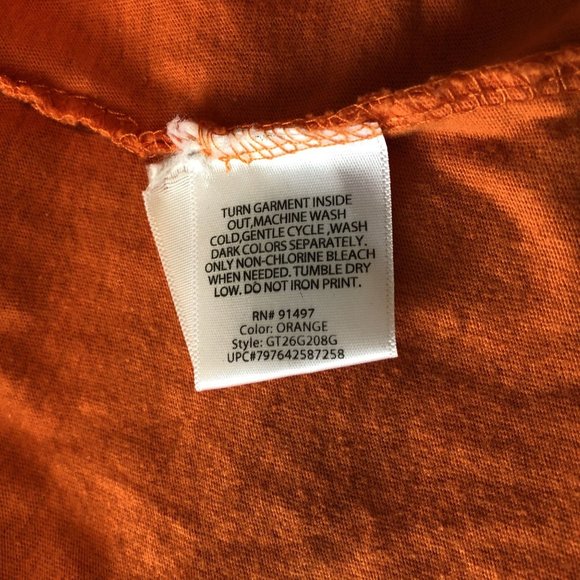 TURN GARMENT INSIDE
OUT,MACHINE WASH
COLD,GENTLE CYCLE ,WASH
DARK COLORS SEPARATELY.
ONLY NON-CHLORINE BLEACH
WHEN NEEDED. TUMBLE DRY
LOW. DO NOT IRON PRINT.
RN# 91497
Color: ORANGE
Style: GT26G208G
UPC#797642587258